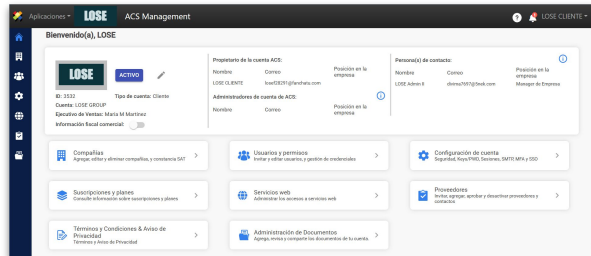 Aplicaciones
LOSE
ACS Management
LOSE CLIENTE
Bienvenido(a), LOSE
LOSE
ACTIVO
ID: 3532
Tipo de cuenta: Cliente
Cuenta: LOSE GROUP
Ejecutivo de Ventas: Maria M Martinez
Información fiscal comercial:
Propietario de la cuenta ACS:
Nombre
Correo
Posición en la
empresa
LOSE CLIENTE
Administradores de cuenta de ACS:
Nombre
Correo
Posición en la
empresa
Persona(s) de contacto:
Nombre
Correo
Posición en la
empresa
LOSE Admin II
divima7697@5nek.com
Manager de Empresa
Compañías
Agregar, editar y eliminar compañías, y constancia SAT
Usuarios y permisos
Invitar y editar usuarios, y gestión de credenciales
Configuración de cuenta
Seguridad, Keys/PWD, Sesiones, SMTP, MFA y SSO
Suscripciones y planes
Consulte información sobre suscripciones y planes
Servicios web
Administrar los accesos a servicios web
Proveedores
Invitar, agregar, aprobar y desactivar proveedores y
contactos
Términos y Condiciones & Aviso de
Privacidad
Términos y Aviso de Privacidad
Administración de Documentos
Agrega, revisa y comparte los documentos de tu cuenta.